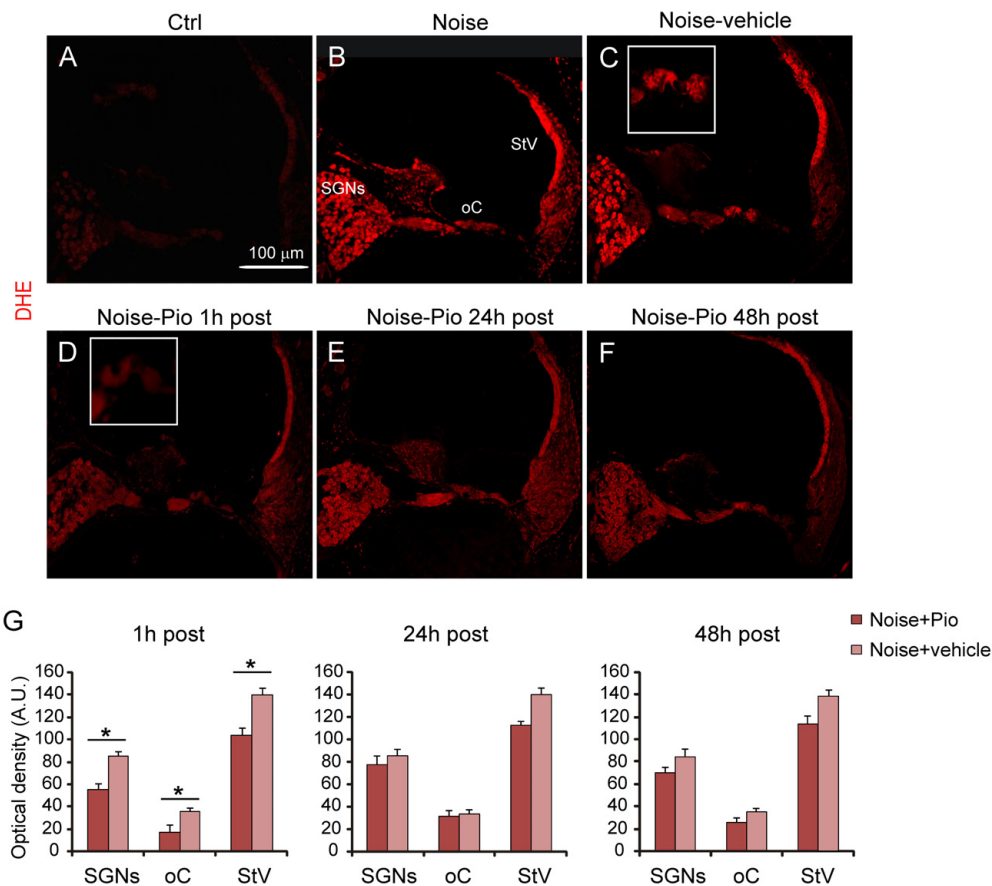 Ctrl Noise Noise-vehicle
A B C
StV
SGNs
oC
100 μm
DHE
Noise-Pio 1h post Noise-Pio 24h post Noise-Pio 48h post
D E F
G
1h post 24h post 48h post
Noise+Pio
Noise+vehicle
Optical density (A.U.)
160 160 160
140 140 140
120 120 120
100 100 100
80 80 80
60 60 60
40 40 40
20 20 20
0 0 0
* * *
SGNs oC StV SGNs oC StV SGNs oC StV